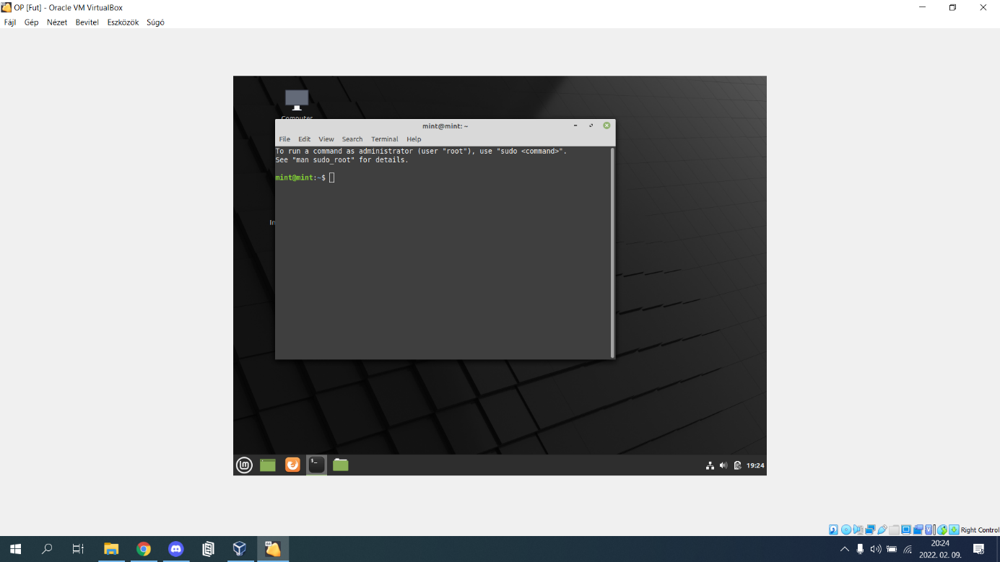 OP [Fut] - Oracle VM VirtualBox
Fájl Gép Nézet Bevitel Eszközök Súgó
Computer
mint@mint: ~
File Edit View Search Terminal Help
To run a command as administrator (user "root"), use "sudo <command>".
See "man sudo_root" for details.
mint@mint:~$
In
19:24
Right Control
20:24
2022. 02. 09.